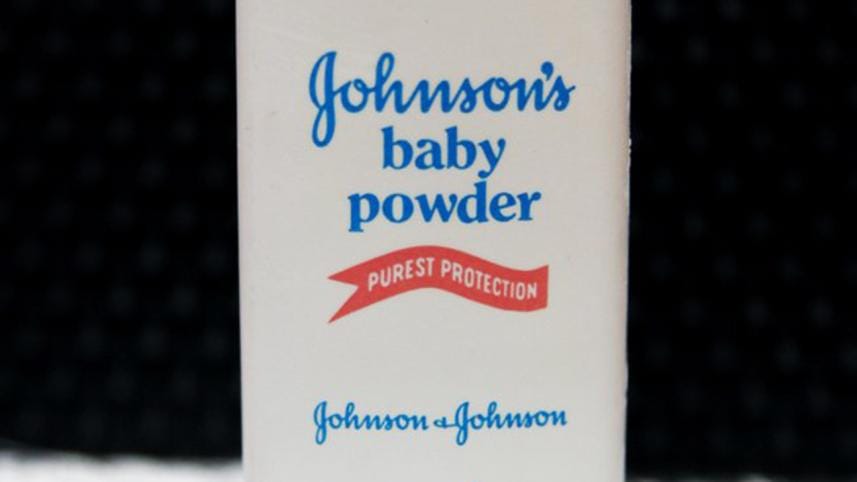 Johnson's
baby
powder
PUREST PROTECTION
Johnson & Johnson